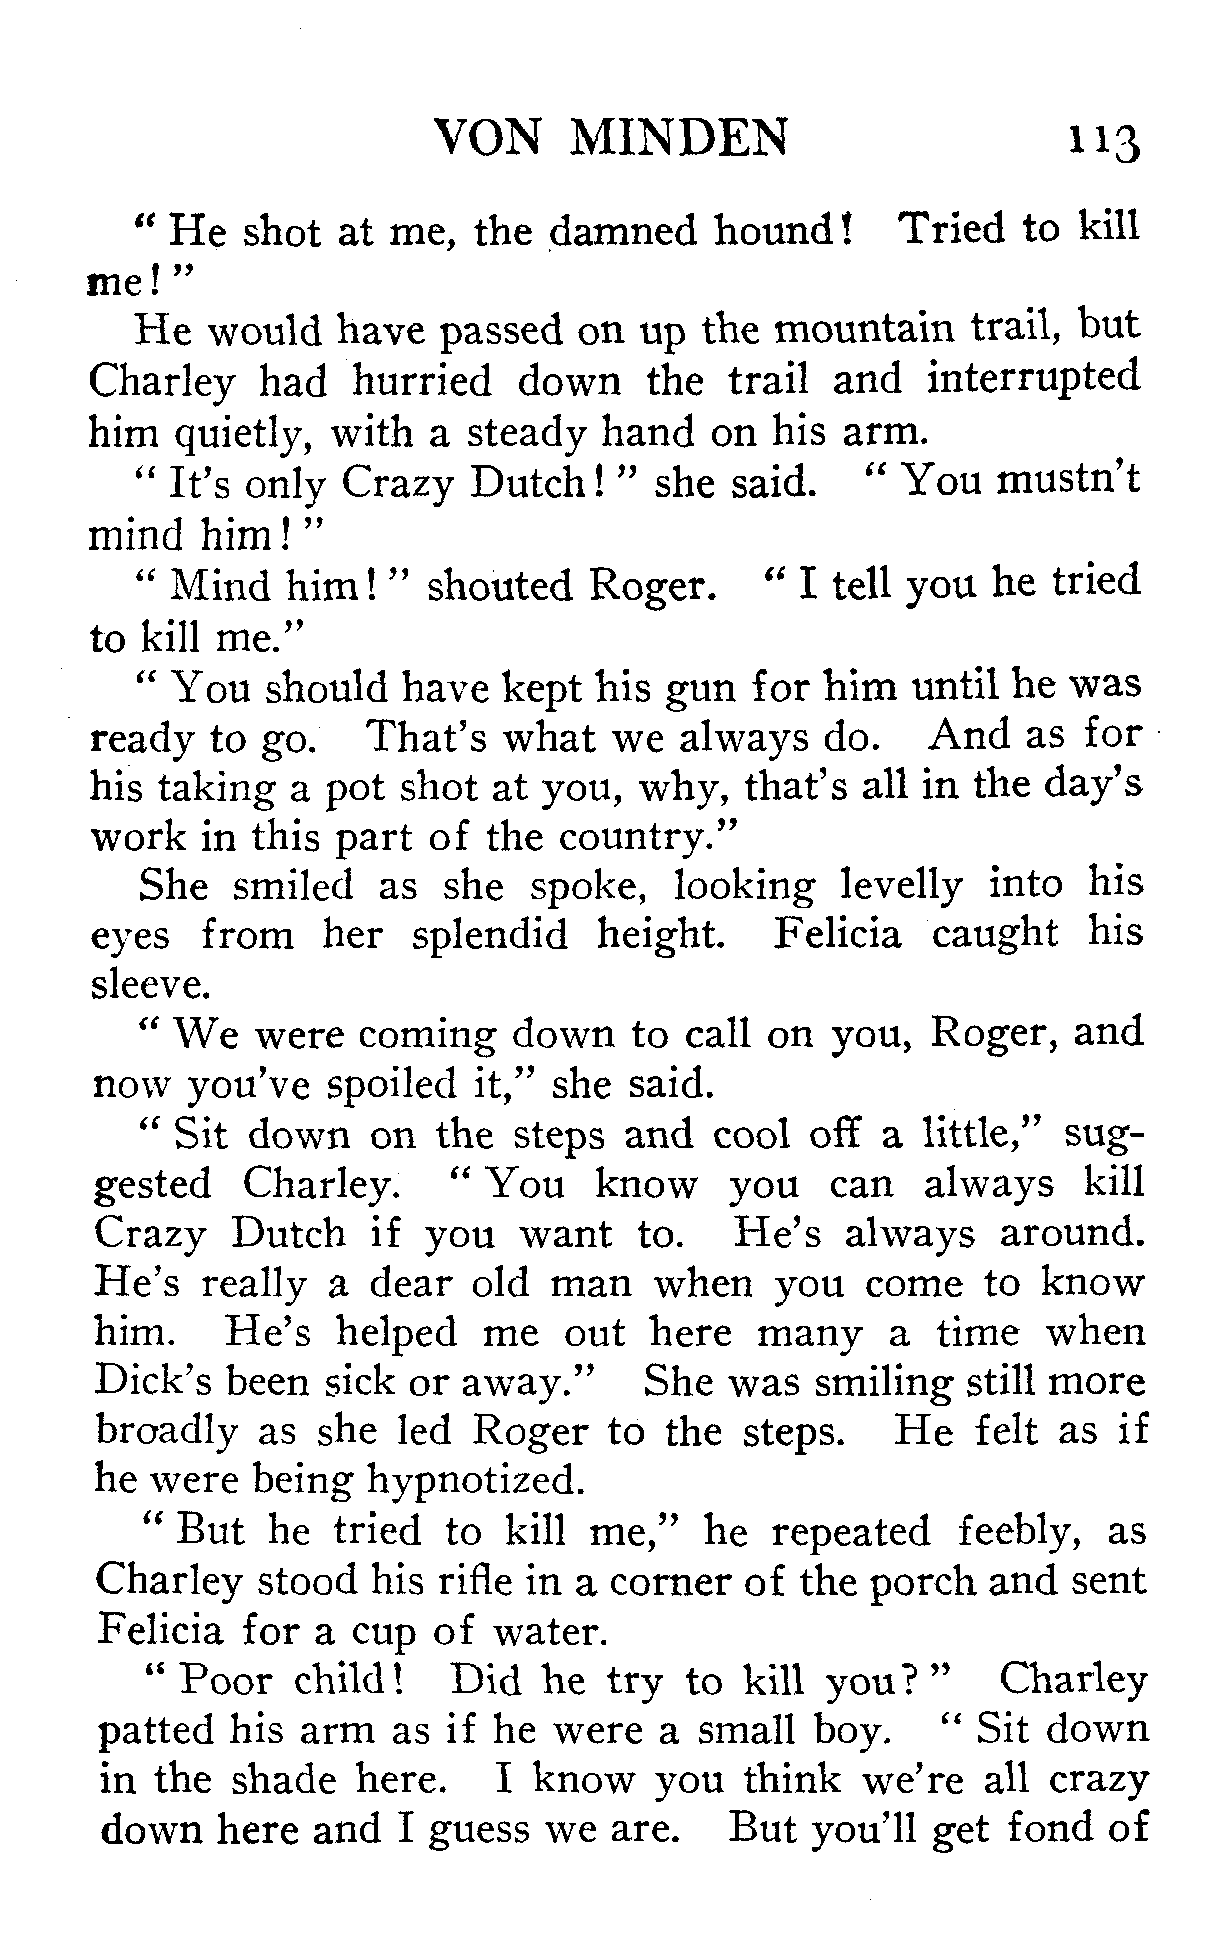 VON MINDEN 113
“ He shot at me, the damned hound! Tried to kill
me! ”
He would have passed on up the mountain trail, but
Charley had hurried down the trail and interrupted
him quietly, with a steady hand on his arm.
“ It’s only Crazy Dutch! ” she said. “ You mustn’t
mind him! ”
“ Mind him! ” shouted Roger. “ I tell you he tried
to kill me.”
“ You should have kept his gun for him until he was
ready to go. That’s what we always do. And as for
his taking a pot shot at you, why, that’s all in the day’s
work in this part of the country.”
She smiled as she spoke, looking levelly into his
eyes from her splendid height. Felicia caught his
sleeve.
“ We were coming down to call on you, Roger, and
now you’ve spoiled it,” she said.
“ Sit down on the steps and cool off a little,” sug-
gested Charley. “ You know you can always kill
Crazy Dutch if you want to. He’s always around.
He’s really a dear old man when you come to know
him. He’s helped me out here many a time when
Dick’s been sick or away.” She was smiling still more
broadly as she led Roger to the steps. He felt as if
he were being hypnotized.
“ But he tried to kill me,” he repeated feebly, as
Charley stood his rifle in a corner of the porch and sent
Felicia for a cup of water.
“ Poor child! Did he try to kill you? ” Charley
patted his arm as if he were a small boy. “ Sit down
in the shade here. I know you think we’re all crazy
down here and I guess we are. But you’ll get fond of